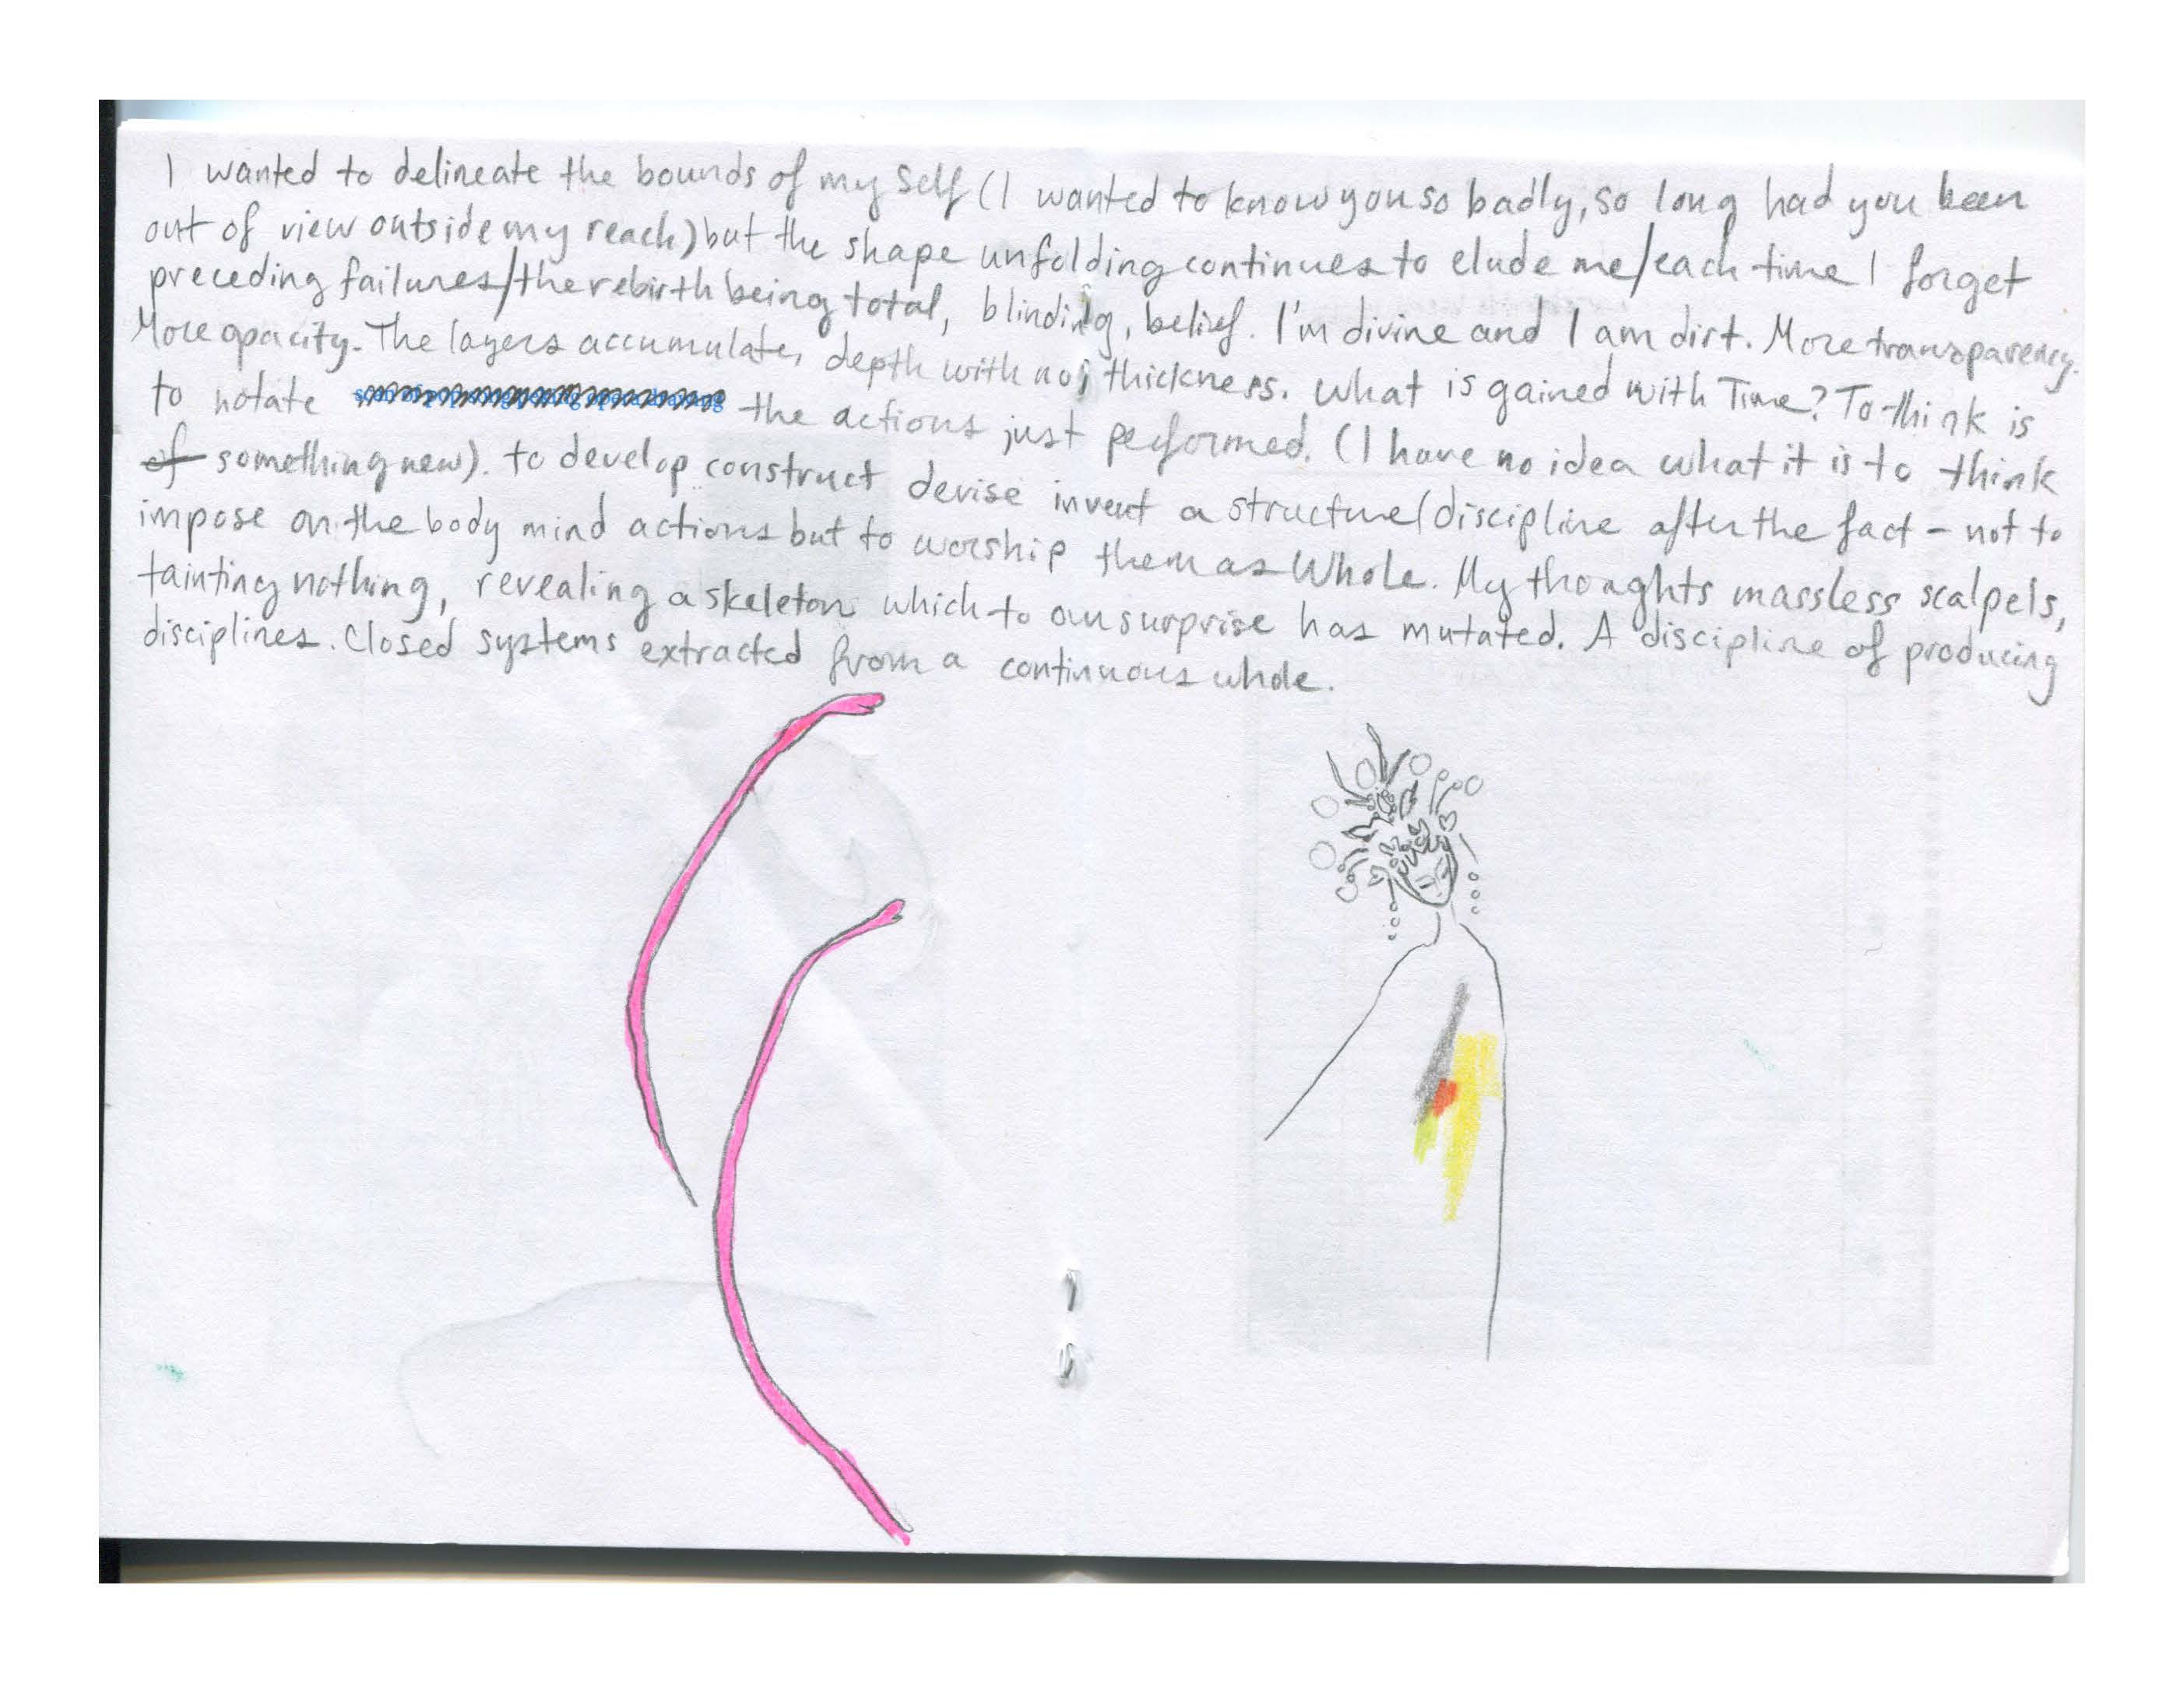 I wanted to delineate the bounds of my Self (I wanted to know you so badly, so long had you been
out of view outside my reach) but the shape unfolding continues to elude me/each time I forget
preceding failures/the rebirth being total, blinding, belief. I'm divine and I am dirt. More transparency.
More opacity. The layers accumulate, depth with no thickness. What is gained with Time? To think is
to notate the actions just performed. (I have no idea what it is to think
of something new). to develop construct devise invent a structure/discipline after the fact - not to
impose on the body mind actions but to worship them as Whole. My thoughts massless scalpels,
tainting nothing, revealing a skeleton which to our surprise has mutated. A discipline of producing
disciplines. Closed systems extracted from a continuous whole.